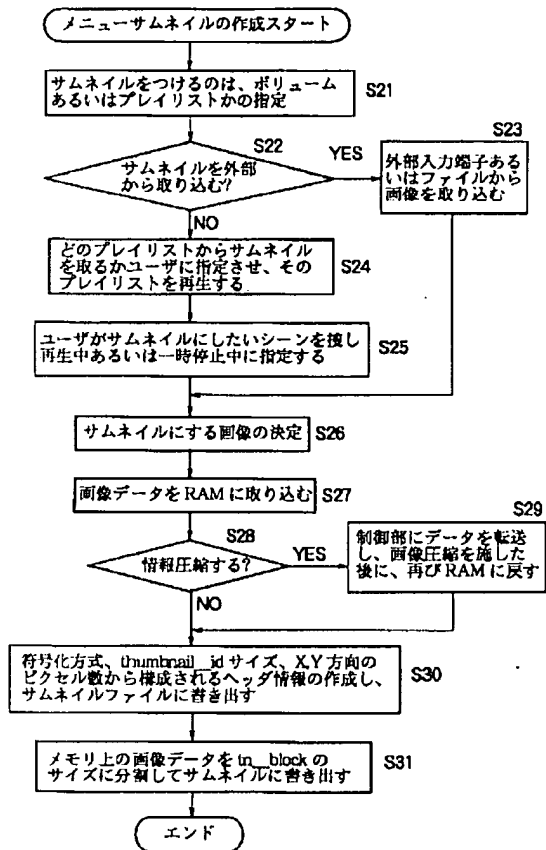 メニューサムネイルの作成スタート
サムネイルをつけるのは、ボリューム
あるいはプレイリストかの指定
S21
S22
サムネイルを外部
から取り込む?
YES
S23
外部入力端子ある
いはファイルから
画像を取り込む
NO
どのプレイリストからサムネイル
を取るかユーザに指定させ、その
プレイリストを再生する
S24
ユーザがサムネイルにしたいシーンを捜し
再生中あるいは一時停止中に指定する
S25
サムネイルにする画像の決定
S26
画像データをRAMに取り込む
S27
S28
情報圧縮する?
YES
S29
制御部にデータを転送
し、画像圧縮を施した
後に、再びRAMに戻す
NO
符号化方式、thumbnail_idサイズ、X,Y方向の
ピクセル数から構成されるヘッダ情報の作成し、
サムネイルファイルに書き出す
S30
メモリ上の画像データをtn_blockの
サイズに分割してサムネイルに書き出す
S31
エンド